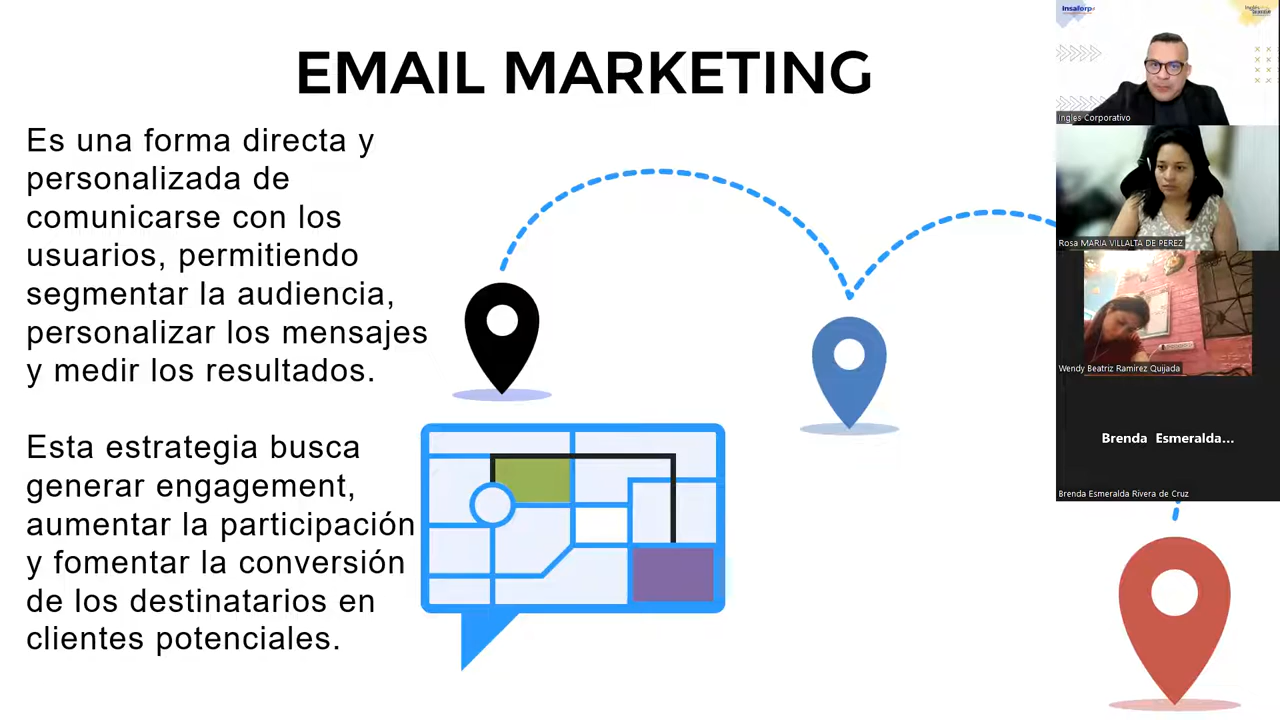 EMAIL MARKETING
Es una forma directa y
personalizada de
comunicarse con los
usuarios, permitiendo
segmentar la audiencia,
personalizar los mensajes
y medir los resultados.
Esta estrategia busca
generar engagement,
aumentar la participación
y fomentar la conversión
de los destinatarios en
clientes potenciales.
Insaforp
Ingles Corporativo
Rosa MARIA VILLALTA DE PEREZ
Wendy Beatriz Ramirez Quijada
Brenda Esmeralda...
Brenda Esmeralda Rivera de Cruz